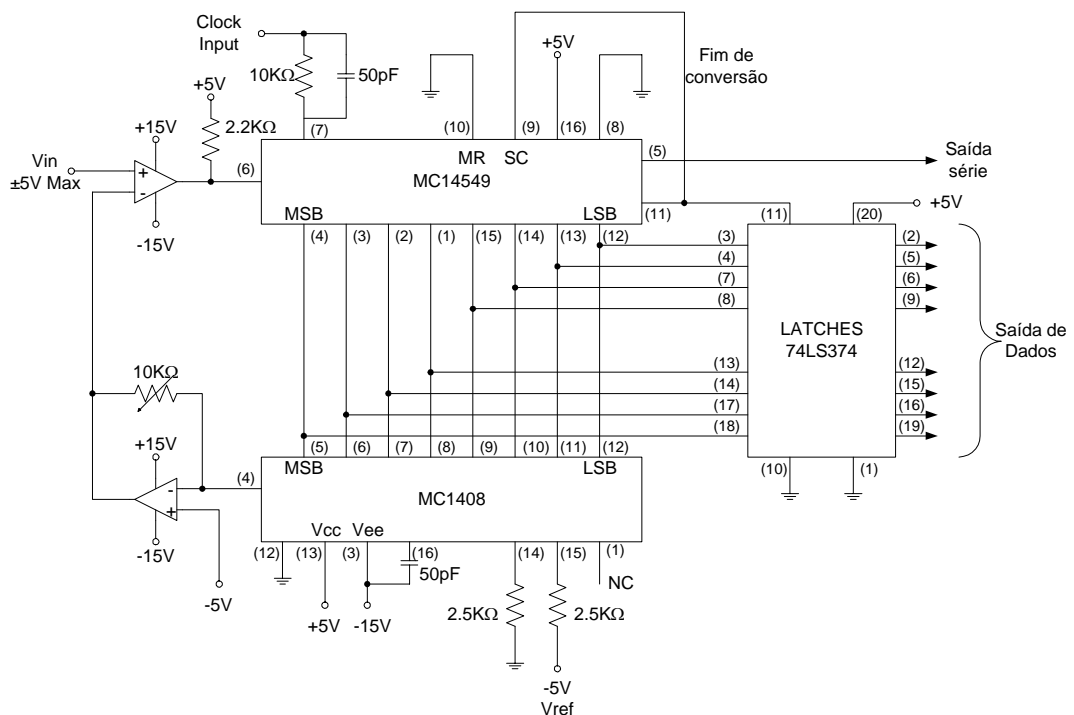 Clock
Input
10KΩ
50pF
+5V
2.2KΩ
+15V
Vin
±5V Max
-15V
+5V
Fim de
conversão
(7)
(10)
(9)
(16)
(8)
(6)
MR
SC
MC14549
(5)
Saída
série
MSB
LSB
(11)
(4)
(3)
(2)
(1)
(15)
(14)
(13)
(12)
(11)
(20)
+5V
(3)
(4)
(7)
(8)
(13)
(14)
(17)
(18)
LATCHES
74LS374
(2)
(5)
(6)
(9)
(12)
(15)
(16)
(19)
Saída de
Dados
(10)
(1)
10KΩ
+15V
-15V
-5V
(4)
(5)
(6)
(7)
(8)
(9)
(10)
(11)
(12)
MSB
LSB
MC1408
Vcc
Vee
(12)
(13)
(3)
(16)
50pF
(14)
(15)
(1)
NC
+5V
-15V
2.5KΩ
2.5KΩ
-5V
Vref